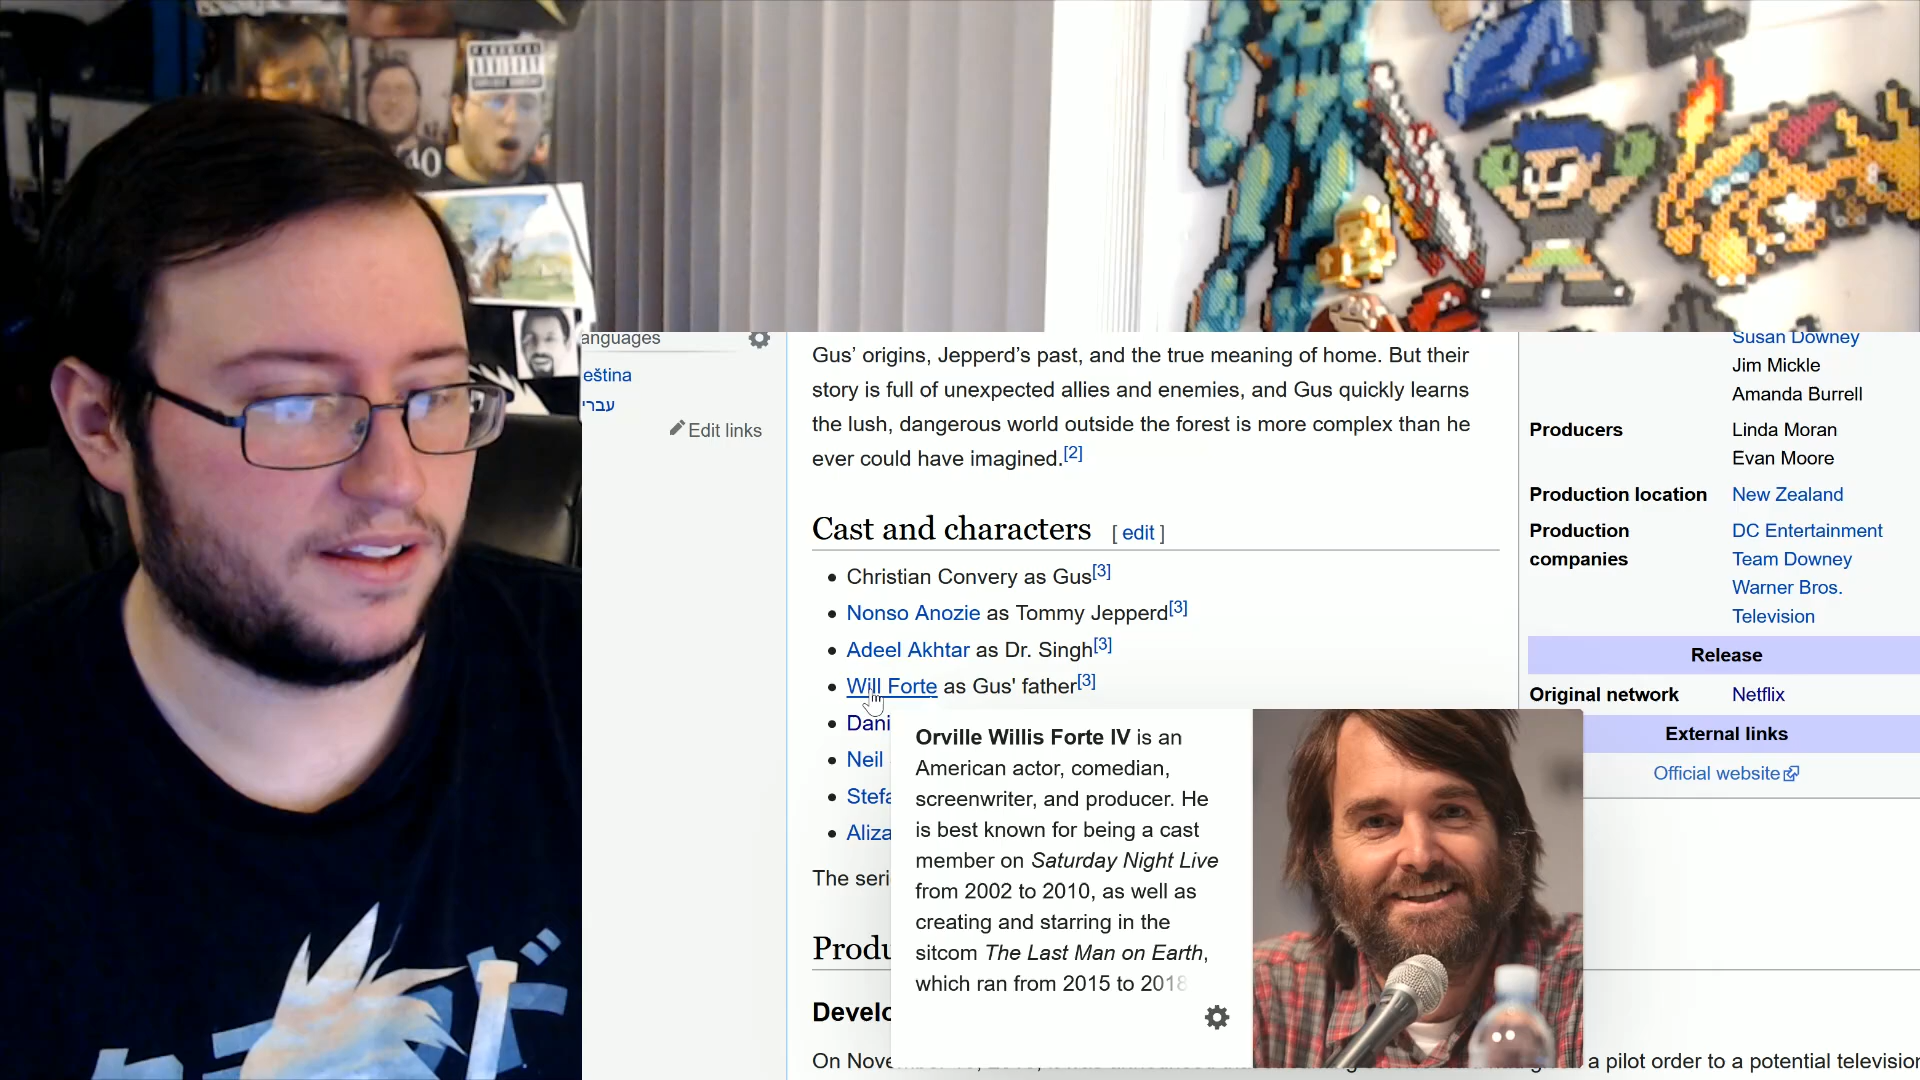 PARENTAL
ADVISORY
40
anguages
eština
עברי
Edit links
Gus' origins, Jepperd's past, and the true meaning of home. But their
story is full of unexpected allies and enemies, and Gus quickly learns
the lush, dangerous world outside the forest is more complex than he
ever could have imagined.[2]
Cast and characters [ edit ]
Christian Convery as Gus[3]
Nonso Anozie as Tommy Jepperd[3]
Adeel Akhtar as Dr. Singh[3]
Will Forte as Gus' father[3]
Dani
Neil
Stefa
Aliza
The seri
Produ
Develo
On Nove
a pilot order to a potential television
Orville Willis Forte IV is an
American actor, comedian,
screenwriter, and producer. He
is best known for being a cast
member on Saturday Night Live
from 2002 to 2010, as well as
creating and starring in the
sitcom The Last Man on Earth,
which ran from 2015 to 2018
Susan Downey
Jim Mickle
Amanda Burrell
Producers Linda Moran
Evan Moore
Production location New Zealand
Production DC Entertainment
companies Team Downey
Warner Bros.
Television
Release
Original network Netflix
External links
Official website